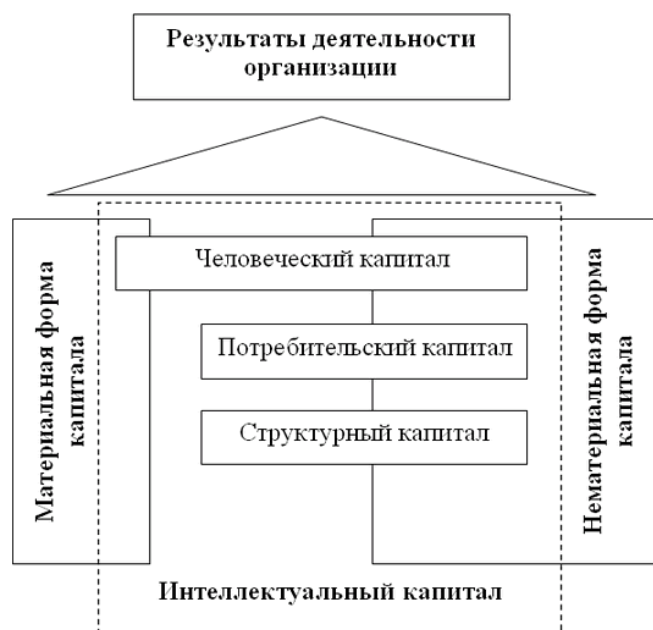 Результаты деятельности
организации
Человеческий капитал
Потребительский капитал
Структурный капитал
Материальная форма
капитала
Нематериальная форма
капитала
Интеллектуальный капитал